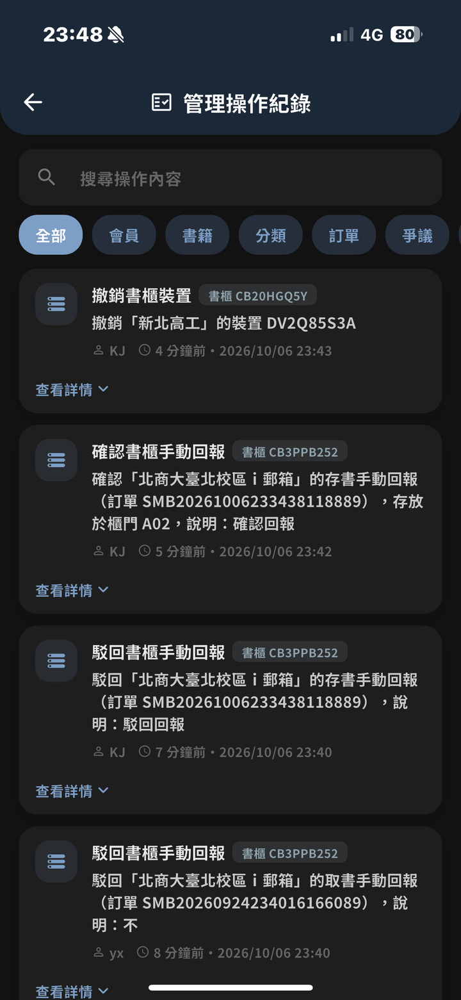 23:48
4G 80
管理操作紀錄
搜尋操作內容
全部 會員 書籍 分類 訂單 爭議
撤銷書櫃裝置 書櫃 CB20HGQ5Y
撤銷「新北高工」的裝置 DV2Q85S3A
KJ 4 分鐘前・2026/10/06 23:43
查看詳情
確認書櫃手動回報 書櫃 CB3PPB252
確認「北商大臺北校區 i 郵箱」的存書手動回報
（訂單 SMB20261006233438118889），存放
於櫃門 A02，說明：確認回報
KJ 5 分鐘前・2026/10/06 23:42
查看詳情
駁回書櫃手動回報 書櫃 CB3PPB252
駁回「北商大臺北校區 i 郵箱」的存書手動回報
（訂單 SMB20261006233438118889），說
明：駁回回報
KJ 7 分鐘前・2026/10/06 23:40
查看詳情
駁回書櫃手動回報 書櫃 CB3PPB252
駁回「北商大臺北校區 i 郵箱」的取書手動回報
（訂單 SMB20260924234016166089），說
明：不
yx 8 分鐘前・2026/10/06 23:40
查看詳情